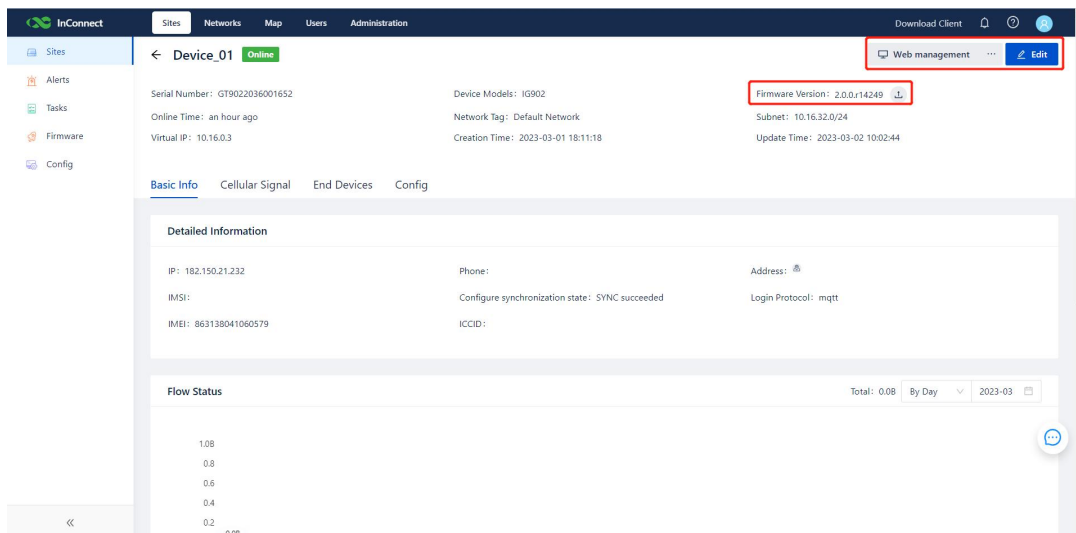 InConnect
Sites Networks Map Users Administration
Download Client
Sites
Alerts
Tasks
Firmware
Config
Device_01 Online
Web management ... Edit
Serial Number: GT9022036001652
Device Models: IG902
Firmware Version: 2.0.0.r14249
Online Time: an hour ago
Network Tag: Default Network
Subnet: 10.16.32.0/24
Virtual IP: 10.16.0.3
Creation Time: 2023-03-01 18:11:18
Update Time: 2023-03-02 10:02:44
Basic Info Cellular Signal End Devices Config
Detailed Information
IP: 182.150.21.232
Phone:
Address:
IMSI:
Configure synchronization state: SYNC succeeded
Login Protocol: mqtt
IMEI: 863138041060579
ICCID:
Flow Status
Total: 0.0B By Day 2023-03
1.0B
0.8
0.6
0.4
0.2
0.0B